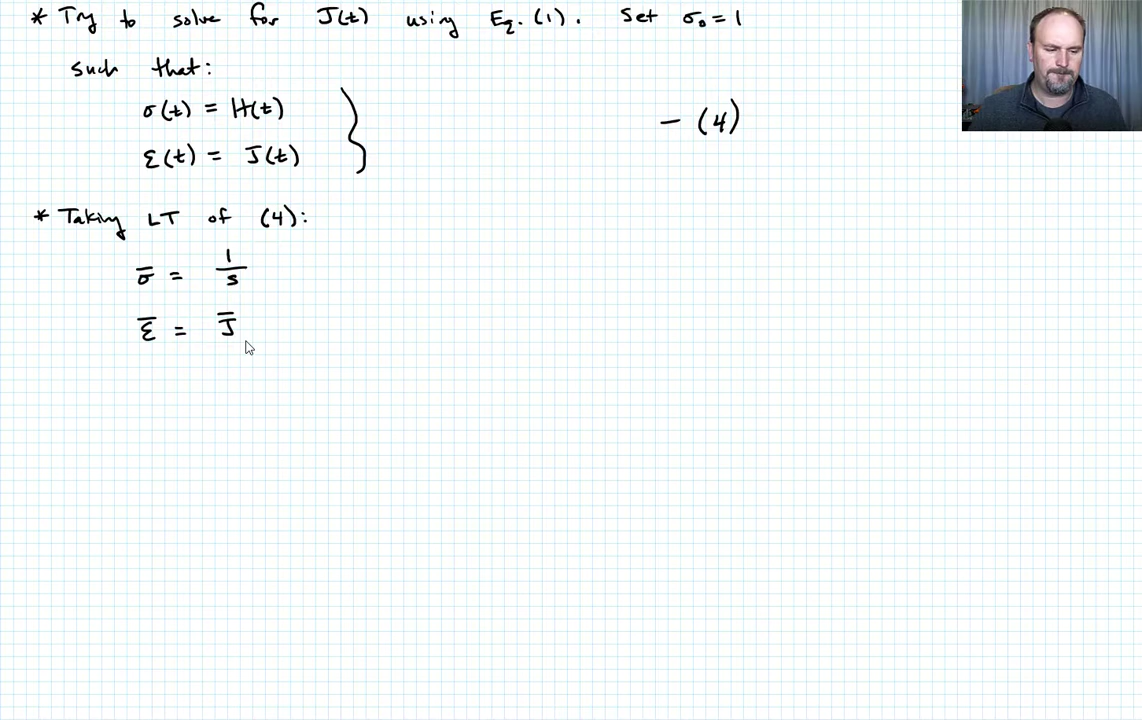 * Try to solve for J(t) using Eq. (1). Set σ₀ = 1
such that:
σ(t) = H(t)
ε(t) = J(t)
— (4)
* Taking LT of (4):
σ̄ = 1/s
ε̄ = J̄